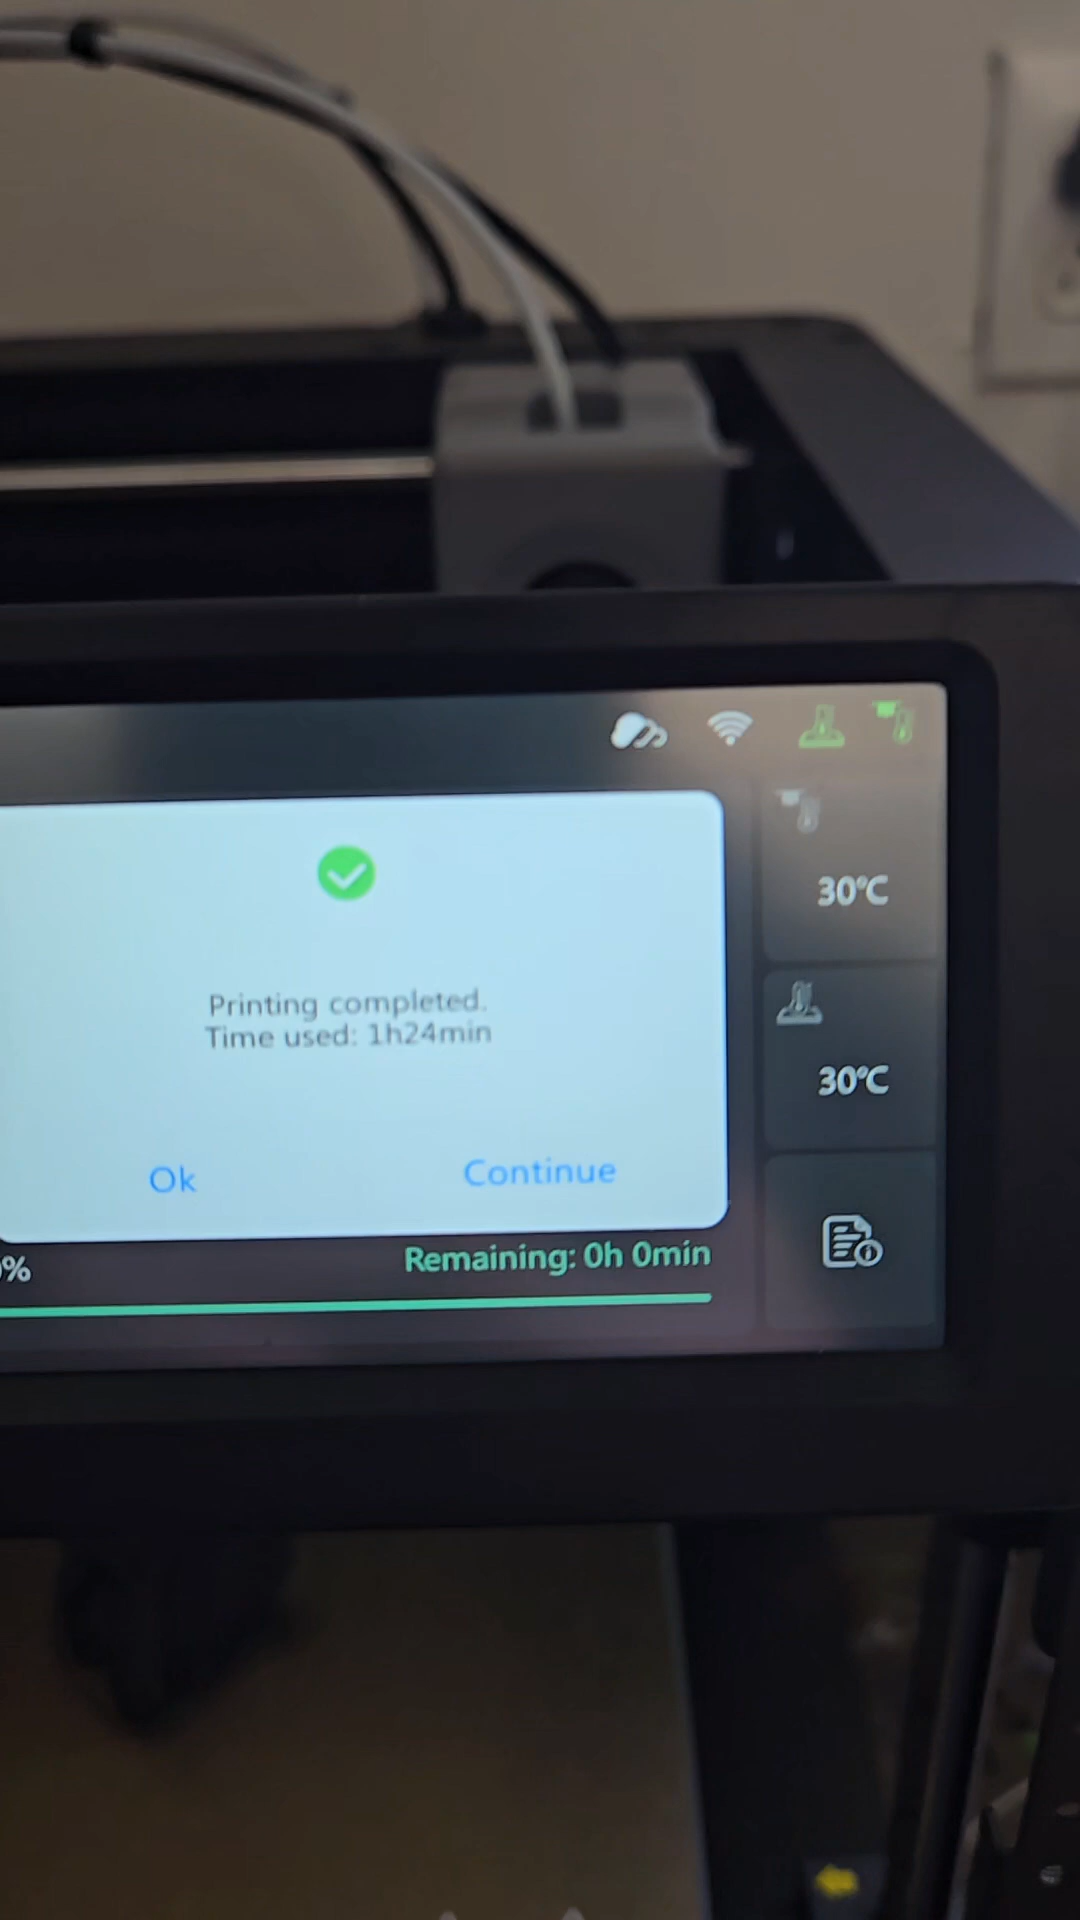 30°C
Printing completed.
Time used: 1h24min
30°C
Ok
Continue
%
Remaining: 0h 0min